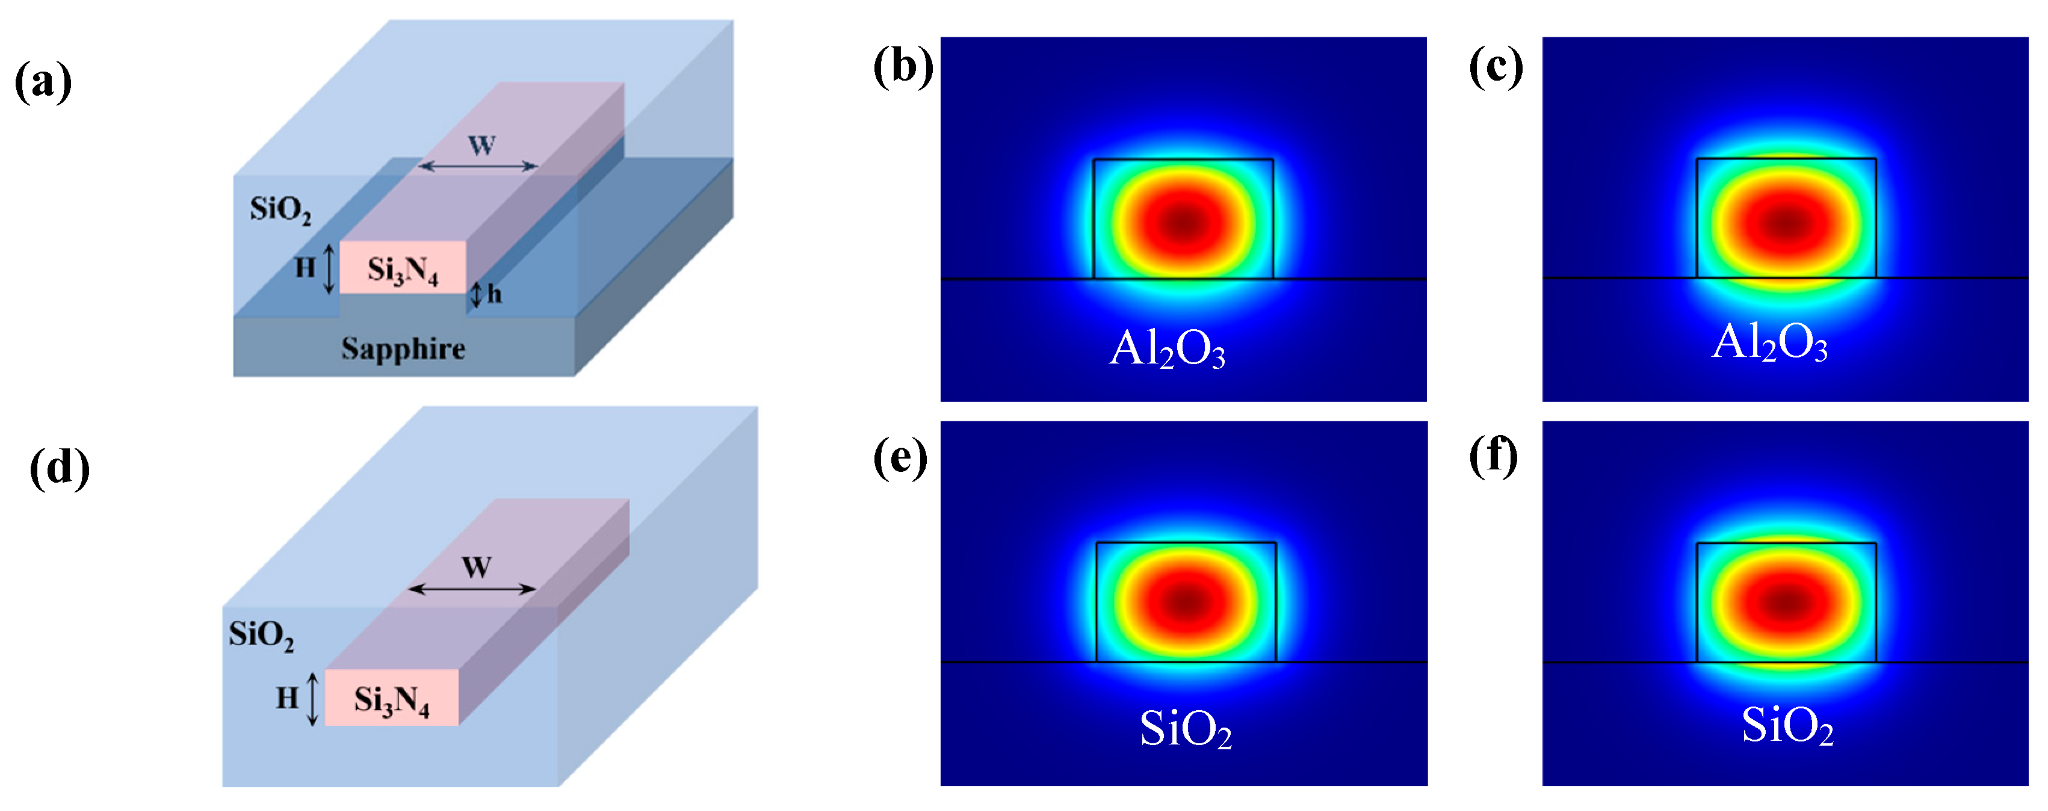 (a)
W
SiO₂
H
Si₃N₄
h
Sapphire
(b)
Al₂O₃
(c)
Al₂O₃
(d)
W
SiO₂
H
Si₃N₄
(e)
SiO₂
(f)
SiO₂